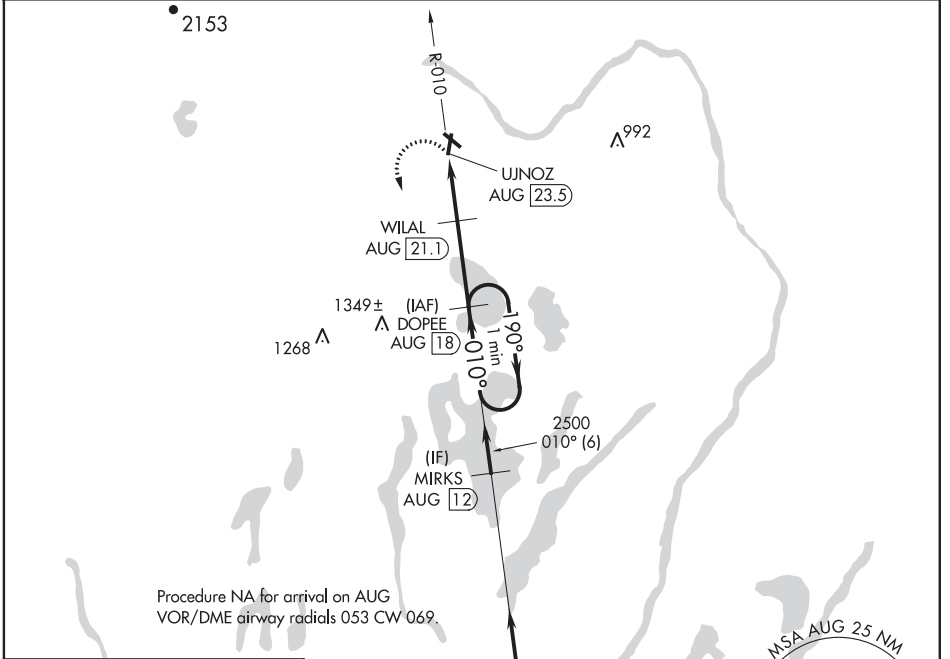 2153
R-010
992
UJNOZ
AUG 23.5
WILAL
AUG 21.1
1349± (IAF)
DOPEE
AUG 18
1268
190°
1 min
010°
2500
010° (6)
(IF)
MIRKS
AUG 12
Procedure NA for arrival on AUG
VOR/DME airway radials 053 CW 069.
MSA AUG 25 NM